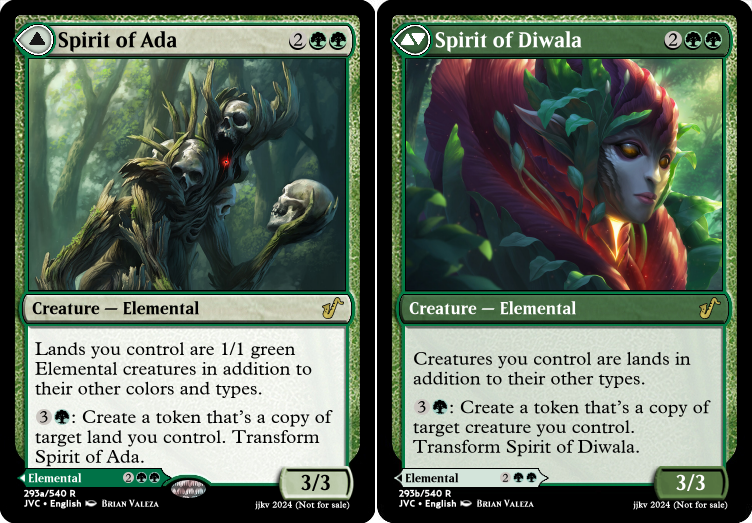 Spirit of Ada 2
Creature — Elemental
Lands you control are 1/1 green
Elemental creatures in addition to
their other colors and types.
3 : Create a token that's a copy of
target land you control. Transform
Spirit of Ada.
Elemental 2
3/3
293a/540 R
JVC • English Brian Valeza
jjkv 2024 (Not for sale)
Spirit of Diwala 2
Creature — Elemental
Creatures you control are lands in
addition to their other types.
3 : Create a token that's a copy of
target creature you control.
Transform Spirit of Diwala.
Elemental 2
3/3
293b/540 R
JVC • English Brian Valeza
jjkv 2024 (Not for sale)